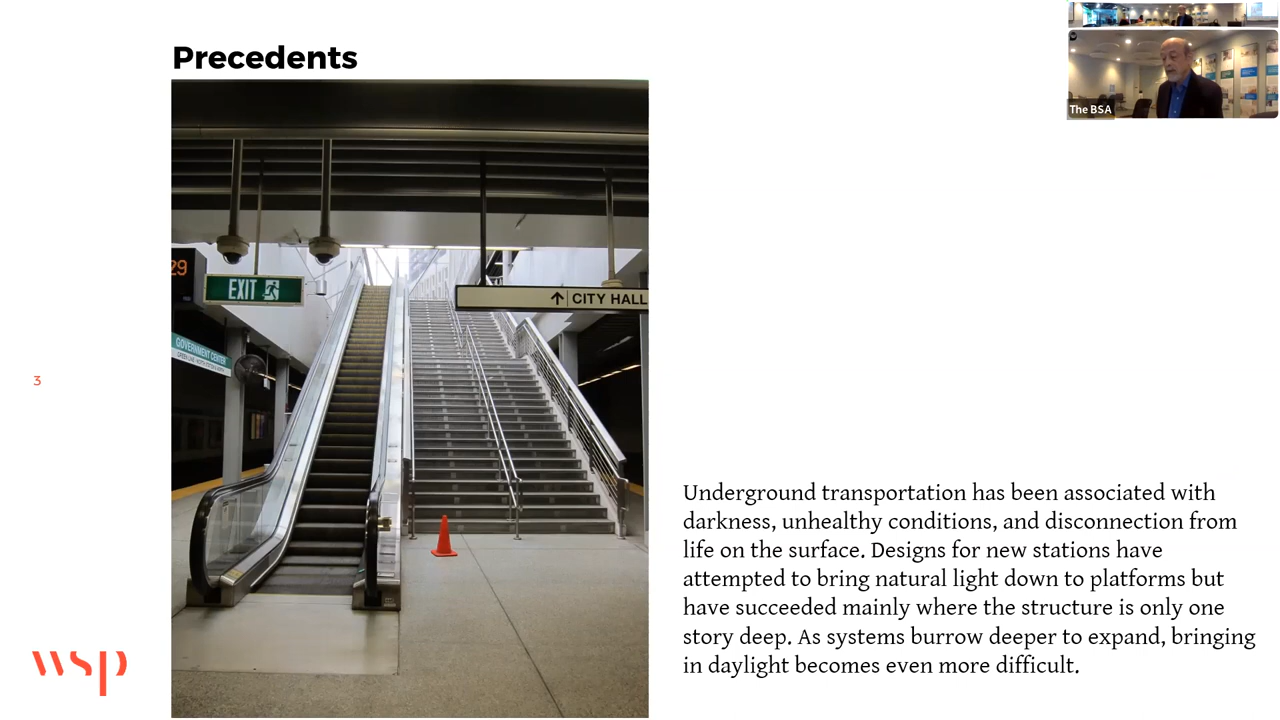 Precedents
The BSA
29
EXIT
CITY HALL
GOVERNMENT CENTER
3
Underground transportation has been associated with
darkness, unhealthy conditions, and disconnection from
life on the surface. Designs for new stations have
attempted to bring natural light down to platforms but
have succeeded mainly where the structure is only one
story deep. As systems burrow deeper to expand, bringing
in daylight becomes even more difficult.
wsp